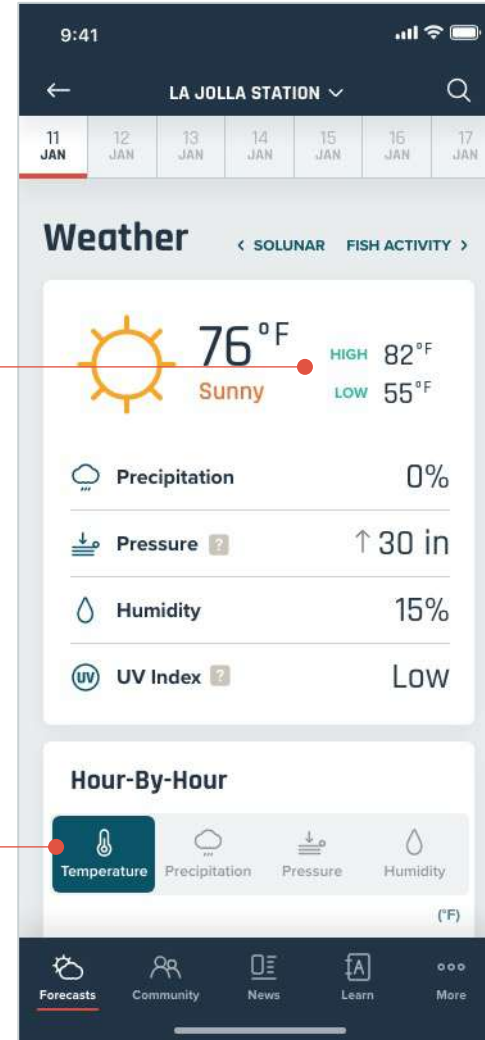 9:41
LA JOLLA STATION
11 12 13 14 15 16 17
JAN JAN JAN JAN JAN JAN JAN
Weather < SOLUNAR FISH ACTIVITY >
76°F
Sunny
HIGH 82°F
LOW 55°F
Precipitation 0%
Pressure ? ↑ 30 in
Humidity 15%
UV UV Index ? Low
Hour-By-Hour
Temperature Precipitation Pressure Humidity
(°F)
Forecasts Community News Learn More